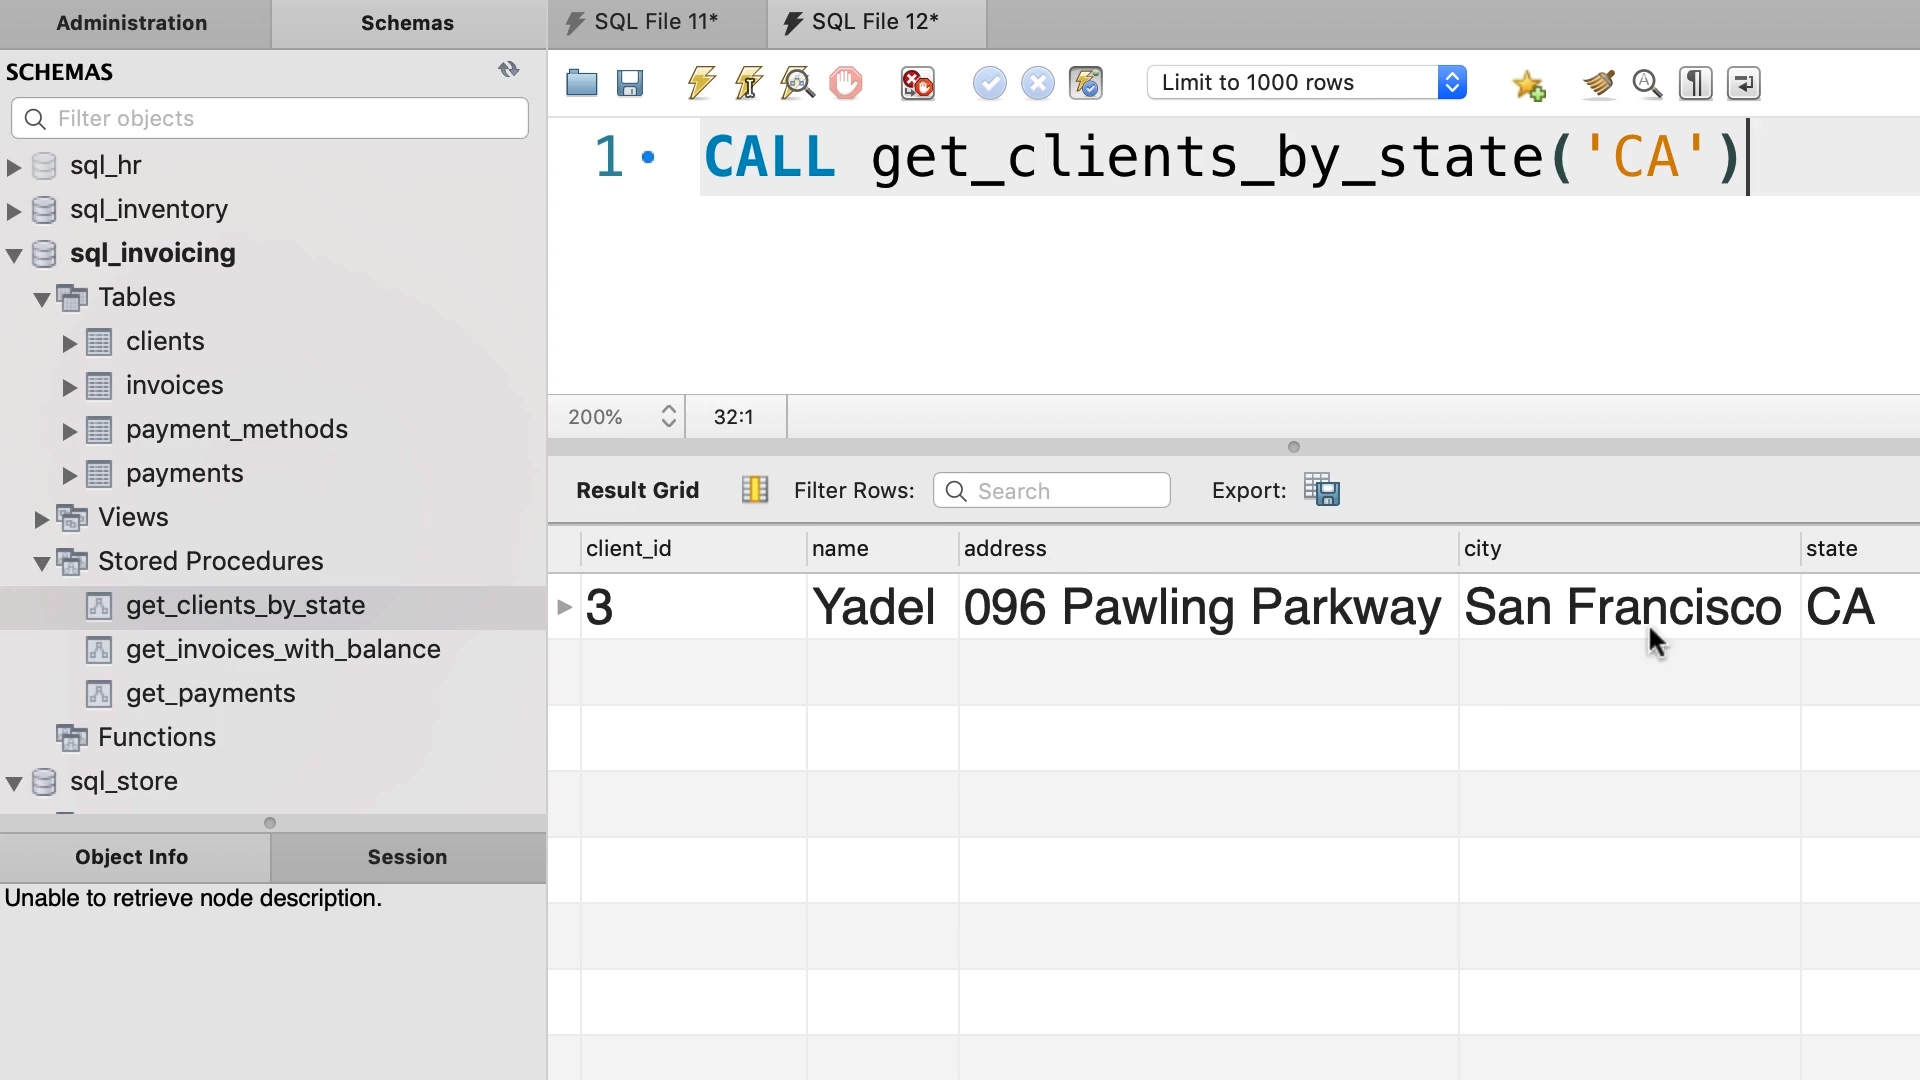 Administration
Schemas
SCHEMAS
Filter objects
sql_hr
sql_inventory
sql_invoicing
Tables
clients
invoices
payment_methods
payments
Views
Stored Procedures
get_clients_by_state
get_invoices_with_balance
get_payments
Functions
sql_store
Object Info
Session
Unable to retrieve node description.
SQL File 11*
SQL File 12*
Limit to 1000 rows
1 CALL get_clients_by_state('CA')
200%
32:1
Result Grid
Filter Rows:
Search
Export:
client_id name address city state
3 Yadel 096 Pawling Parkway San Francisco CA